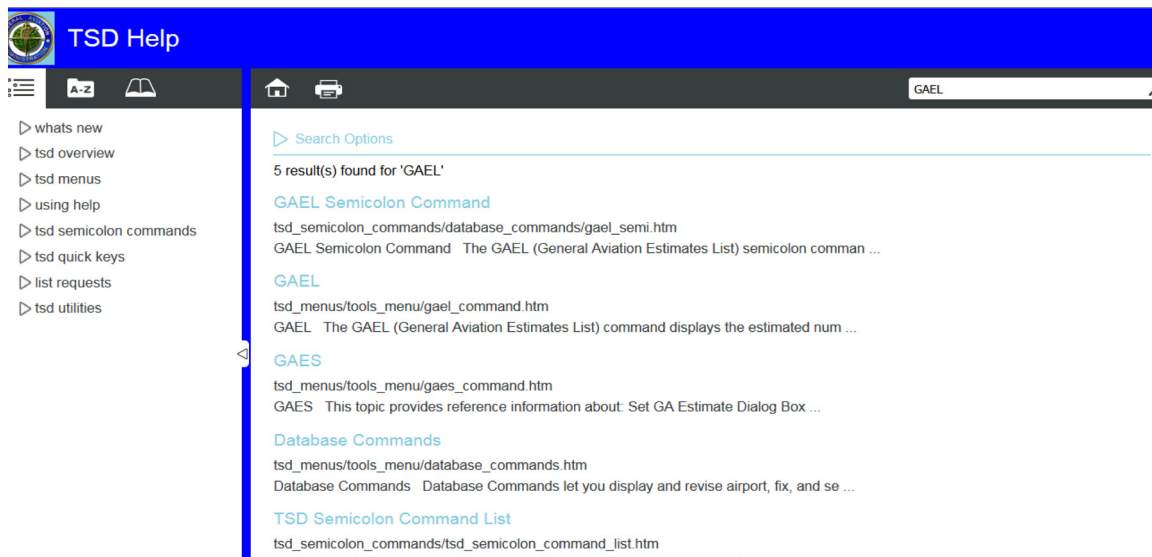 TSD Help
A-Z
GAEL
whats new
tsd overview
tsd menus
using help
tsd semicolon commands
tsd quick keys
list requests
tsd utilities
Search Options
5 result(s) found for 'GAEL'
GAEL Semicolon Command
tsd_semicolon_commands/database_commands/gael_semi.htm
GAEL Semicolon Command The GAEL (General Aviation Estimates List) semicolon comman ...
GAEL
tsd_menus/tools_menu/gael_command.htm
GAEL The GAEL (General Aviation Estimates List) command displays the estimated num ...
GAES
tsd_menus/tools_menu/gaes_command.htm
GAES This topic provides reference information about: Set GA Estimate Dialog Box ...
Database Commands
tsd_menus/tools_menu/database_commands.htm
Database Commands Database Commands let you display and revise airport, fix, and se ...
TSD Semicolon Command List
tsd_semicolon_commands/tsd_semicolon_command_list.htm